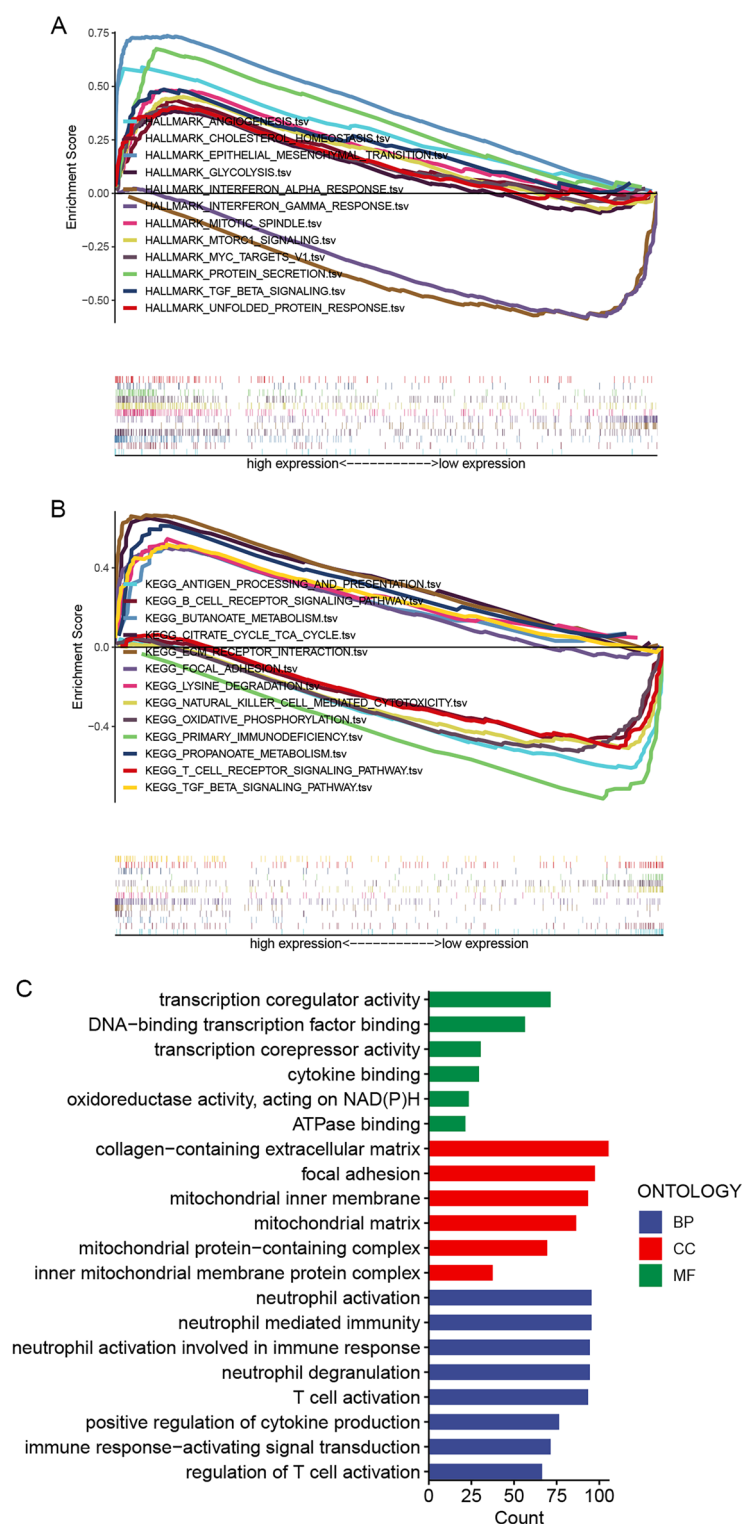 A
0.75
0.50
0.25
0.00
−0.25
−0.50
Enrichment Score
HALLMARK_ANGIOGENESIS.tsv
HALLMARK_CHOLESTEROL_HOMEOSTASIS.tsv
HALLMARK_EPITHELIAL_MESENCHYMAL_TRANSITION.tsv
HALLMARK_GLYCOLYSIS.tsv
HALLMARK_INTERFERON_ALPHA_RESPONSE.tsv
HALLMARK_INTERFERON_GAMMA_RESPONSE.tsv
HALLMARK_MITOTIC_SPINDLE.tsv
HALLMARK_MTORC1_SIGNALING.tsv
HALLMARK_MYC_TARGETS_V1.tsv
HALLMARK_PROTEIN_SECRETION.tsv
HALLMARK_TGF_BETA_SIGNALING.tsv
HALLMARK_UNFOLDED_PROTEIN_RESPONSE.tsv
high expression<−−−−−−−−−−−−>low expression
B
0.4
0.0
−0.4
Enrichment Score
KEGG_ANTIGEN_PROCESSING_AND_PRESENTATION.tsv
KEGG_B_CELL_RECEPTOR_SIGNALING_PATHWAY.tsv
KEGG_BUTANOATE_METABOLISM.tsv
KEGG_CITRATE_CYCLE_TCA_CYCLE.tsv
KEGG_ECM_RECEPTOR_INTERACTION.tsv
KEGG_FOCAL_ADHESION.tsv
KEGG_LYSINE_DEGRADATION.tsv
KEGG_NATURAL_KILLER_CELL_MEDIATED_CYTOTOXICITY.tsv
KEGG_OXIDATIVE_PHOSPHORYLATION.tsv
KEGG_PRIMARY_IMMUNODEFICIENCY.tsv
KEGG_PROPANOATE_METABOLISM.tsv
KEGG_T_CELL_RECEPTOR_SIGNALING_PATHWAY.tsv
KEGG_TGF_BETA_SIGNALING_PATHWAY.tsv
high expression<−−−−−−−−−−−−>low expression
C
transcription coregulator activity
DNA−binding transcription factor binding
transcription corepressor activity
cytokine binding
oxidoreductase activity, acting on NAD(P)H
ATPase binding
collagen−containing extracellular matrix
focal adhesion
mitochondrial inner membrane
mitochondrial matrix
mitochondrial protein−containing complex
inner mitochondrial membrane protein complex
neutrophil activation
neutrophil mediated immunity
neutrophil activation involved in immune response
neutrophil degranulation
T cell activation
positive regulation of cytokine production
immune response−activating signal transduction
regulation of T cell activation
0 25 50 75 100
Count
ONTOLOGY
BP
CC
MF